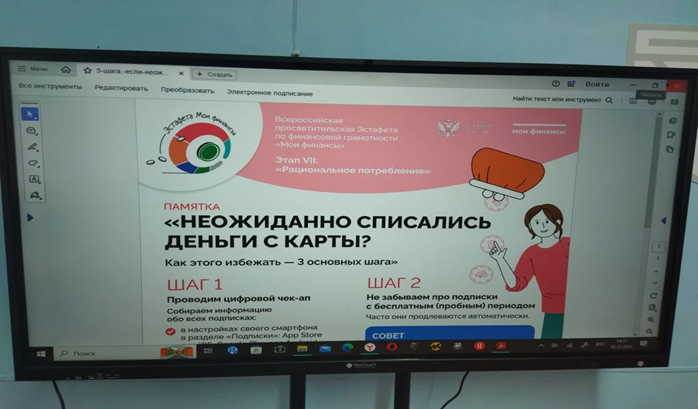 Меню
3-шага,-если-неож...
+ Создать
Войти
Все инструменты
Редактировать
Преобразовать
Электронное подписание
Найти текст или инструмент
Закрыть
Эстафета Мои финансы
Всероссийская
просветительская Эстафета
по финансовой грамотности
«Мои финансы»
Этап VII:
«Рациональное потребление»
мои финансы
ПАМЯТКА
«НЕОЖИДАННО СПИСАЛИСЬ
ДЕНЬГИ С КАРТЫ?
Как этого избежать — 3 основных шага»
ШАГ 1
Проводим цифровой чек-ап
Собираем информацию
обо всех подписках:
в настройках своего смартфона
в разделе «Подписки»: App Store
ШАГ 2
Не забываем про подписки
с бесплатным (пробным) периодом
Часто они продлеваются автоматически.
СОВЕТ
Поиск
РУС
14:27